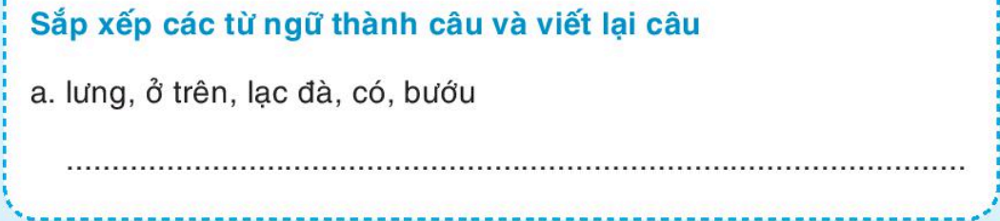 Sắp xếp các từ ngữ thành câu và viết lại câu
a. lưng, ở trên, lạc đà, có, bướu
................................................................................................